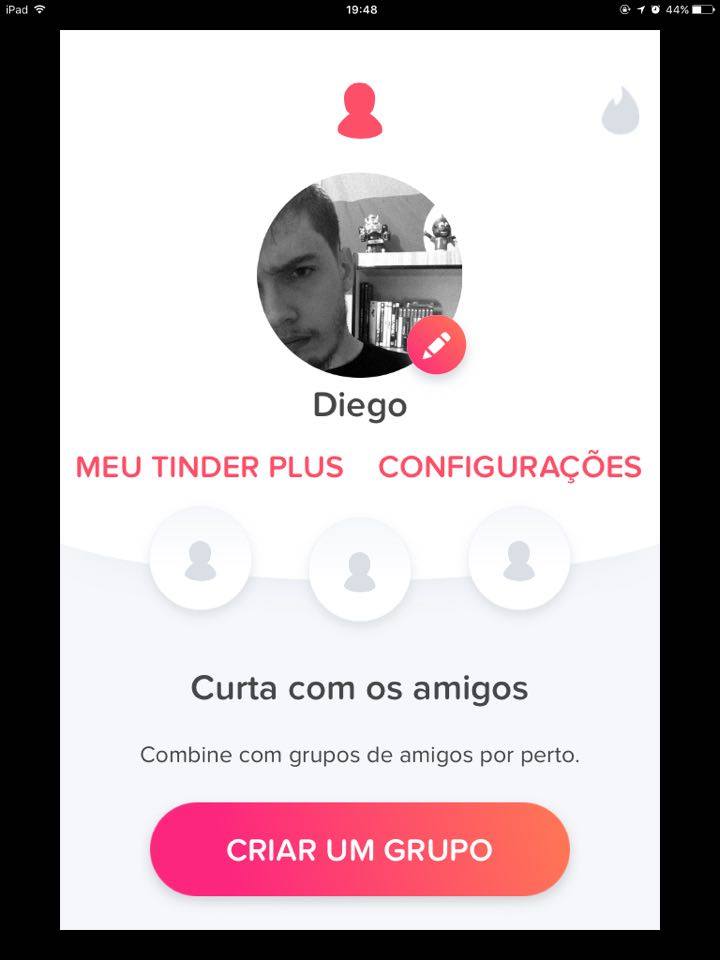 iPad 19:48 44%
Diego
MEU TINDER PLUS CONFIGURAÇÕES
Curta com os amigos
Combine com grupos de amigos por perto.
CRIAR UM GRUPO